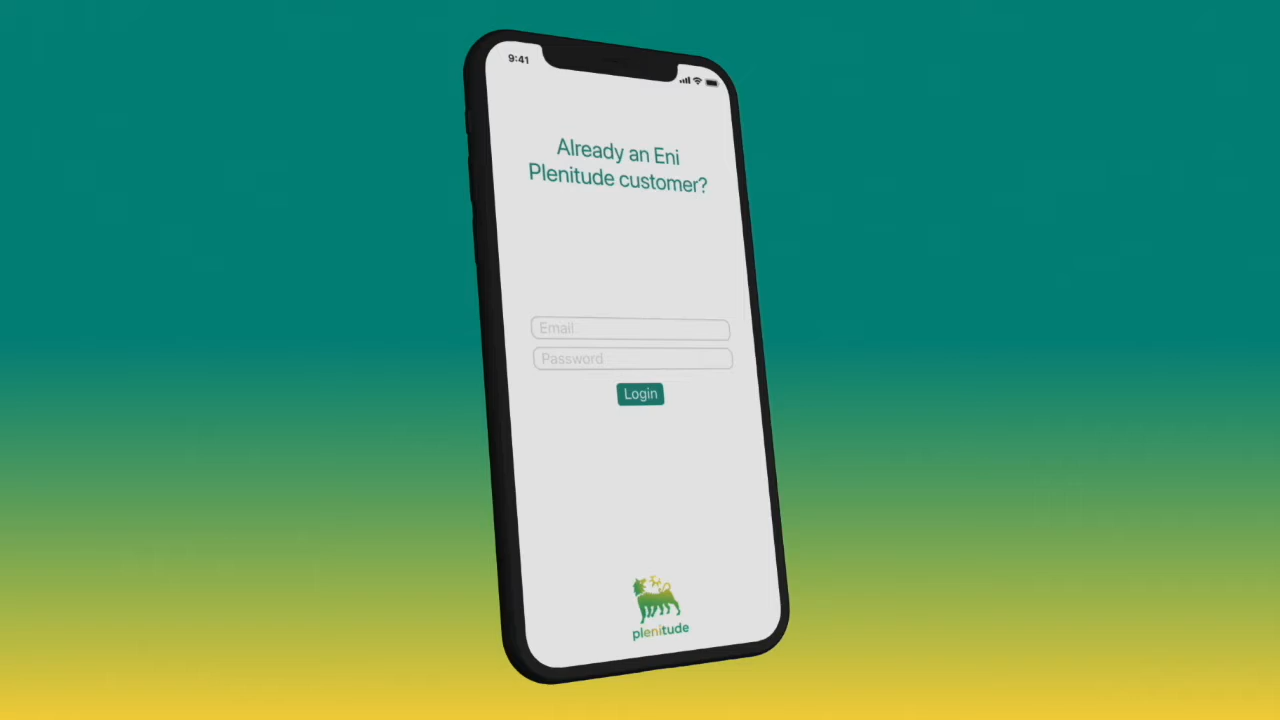 9:41
Already an Eni
Plenitude customer?
Email
Password
Login
plenitude